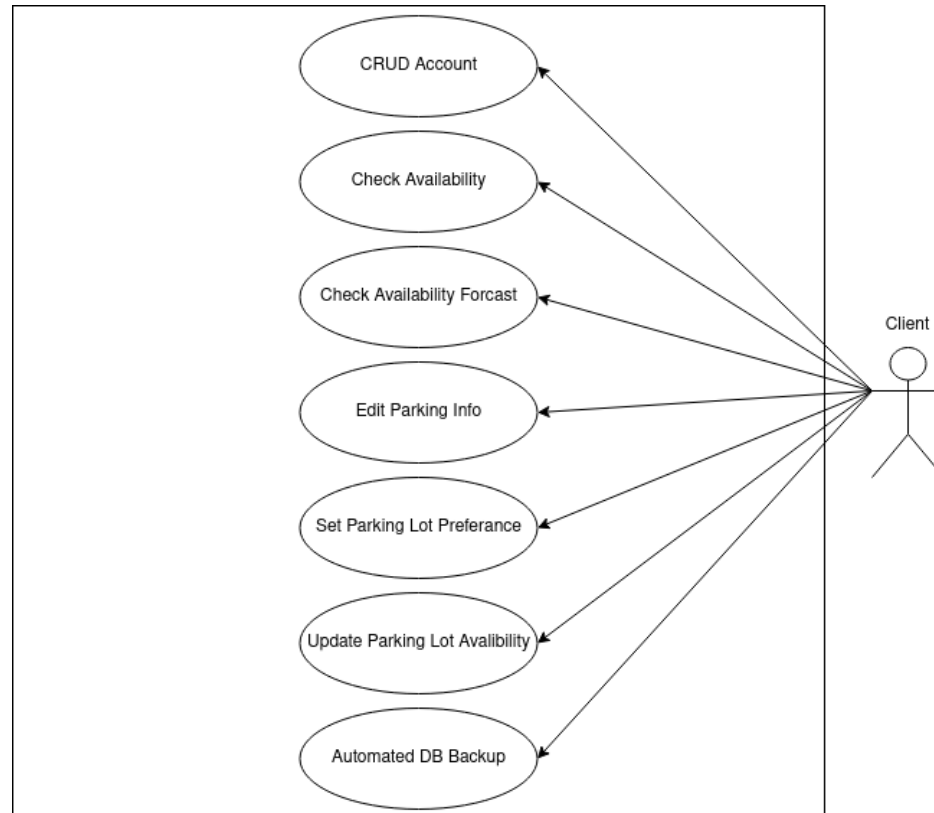 CRUD Account
Check Availability
Check Availability Forcast
Client
Edit Parking Info
Set Parking Lot Preferance
Update Parking Lot Avalibility
Automated DB Backup